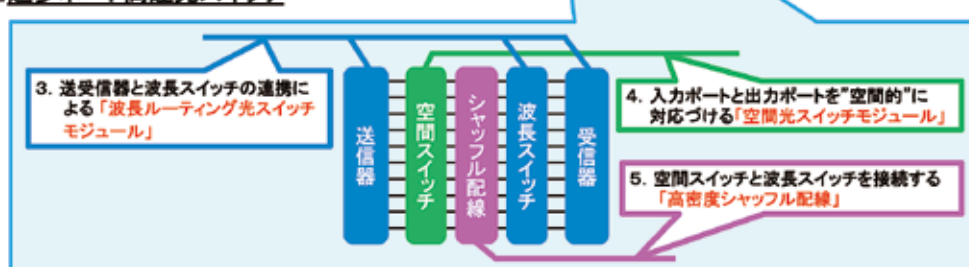 3. 送受信器と波長スイッチの連携に
よる「波長ルーティング光スイッチ
モジュール」
送信器
空間スイッチ
シャッフル配線
波長スイッチ
受信器
4. 入力ポートと出力ポートを"空間的"に
対応づける「空間光スイッチモジュール」
5. 空間スイッチと波長スイッチを接続する
「高密度シャッフル配線」